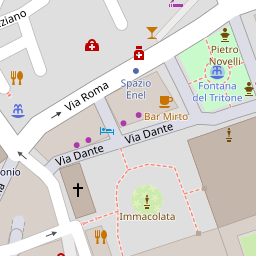 ziano
Pietro
Novelli
Via Roma
Spazio
Enel
Fontana
del Tritone
Bar Mirto
Via Dante
Via Dante
onio
Immacolata